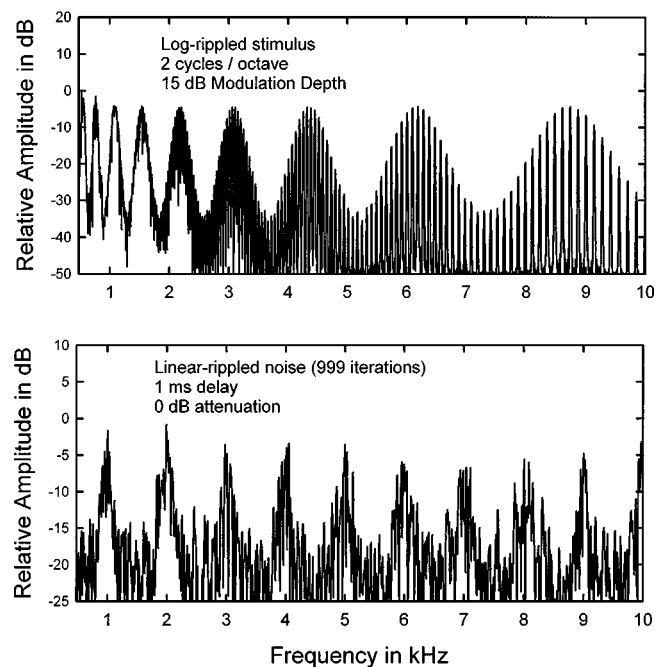 20
Log-rippled stimulus
2 cycles / octave
15 dB Modulation Depth
10
0
-10
-20
-30
-40
-50
Relative Amplitude in dB
1 2 3 4 5 6 7 8 9 10
10
Linear-rippled noise (999 iterations)
1 ms delay
0 dB attenuation
5
0
-5
-10
-15
-20
-25
Relative Amplitude in dB
1 2 3 4 5 6 7 8 9 10
Frequency in kHz